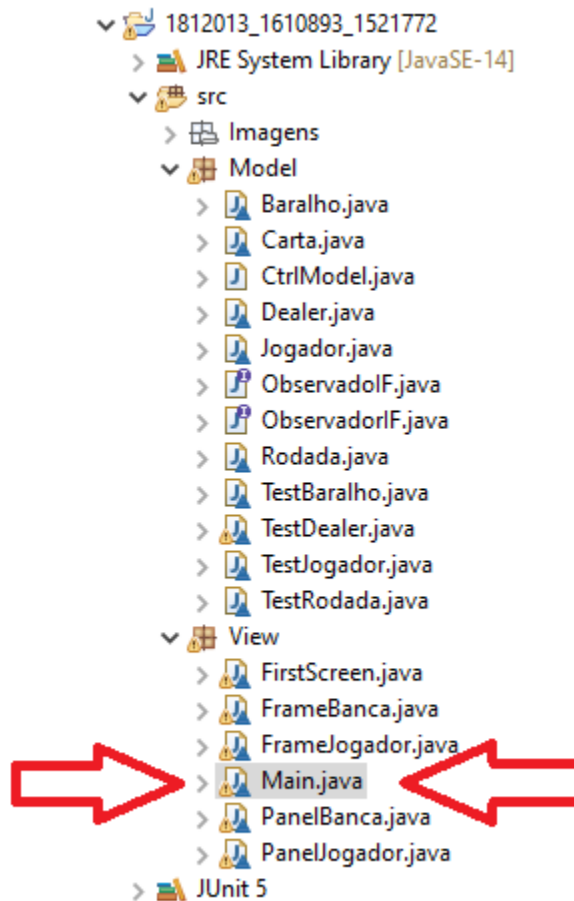 1812013_1610893_1521772
JRE System Library [JavaSE-14]
src
Imagens
Model
Baralho.java
Carta.java
CtrlModel.java
Dealer.java
Jogador.java
ObservadoIF.java
ObservadorIF.java
Rodada.java
TestBaralho.java
TestDealer.java
TestJogador.java
TestRodada.java
View
FirstScreen.java
FrameBanca.java
FrameJogador.java
Main.java
PanelBanca.java
PanelJogador.java
JUnit 5